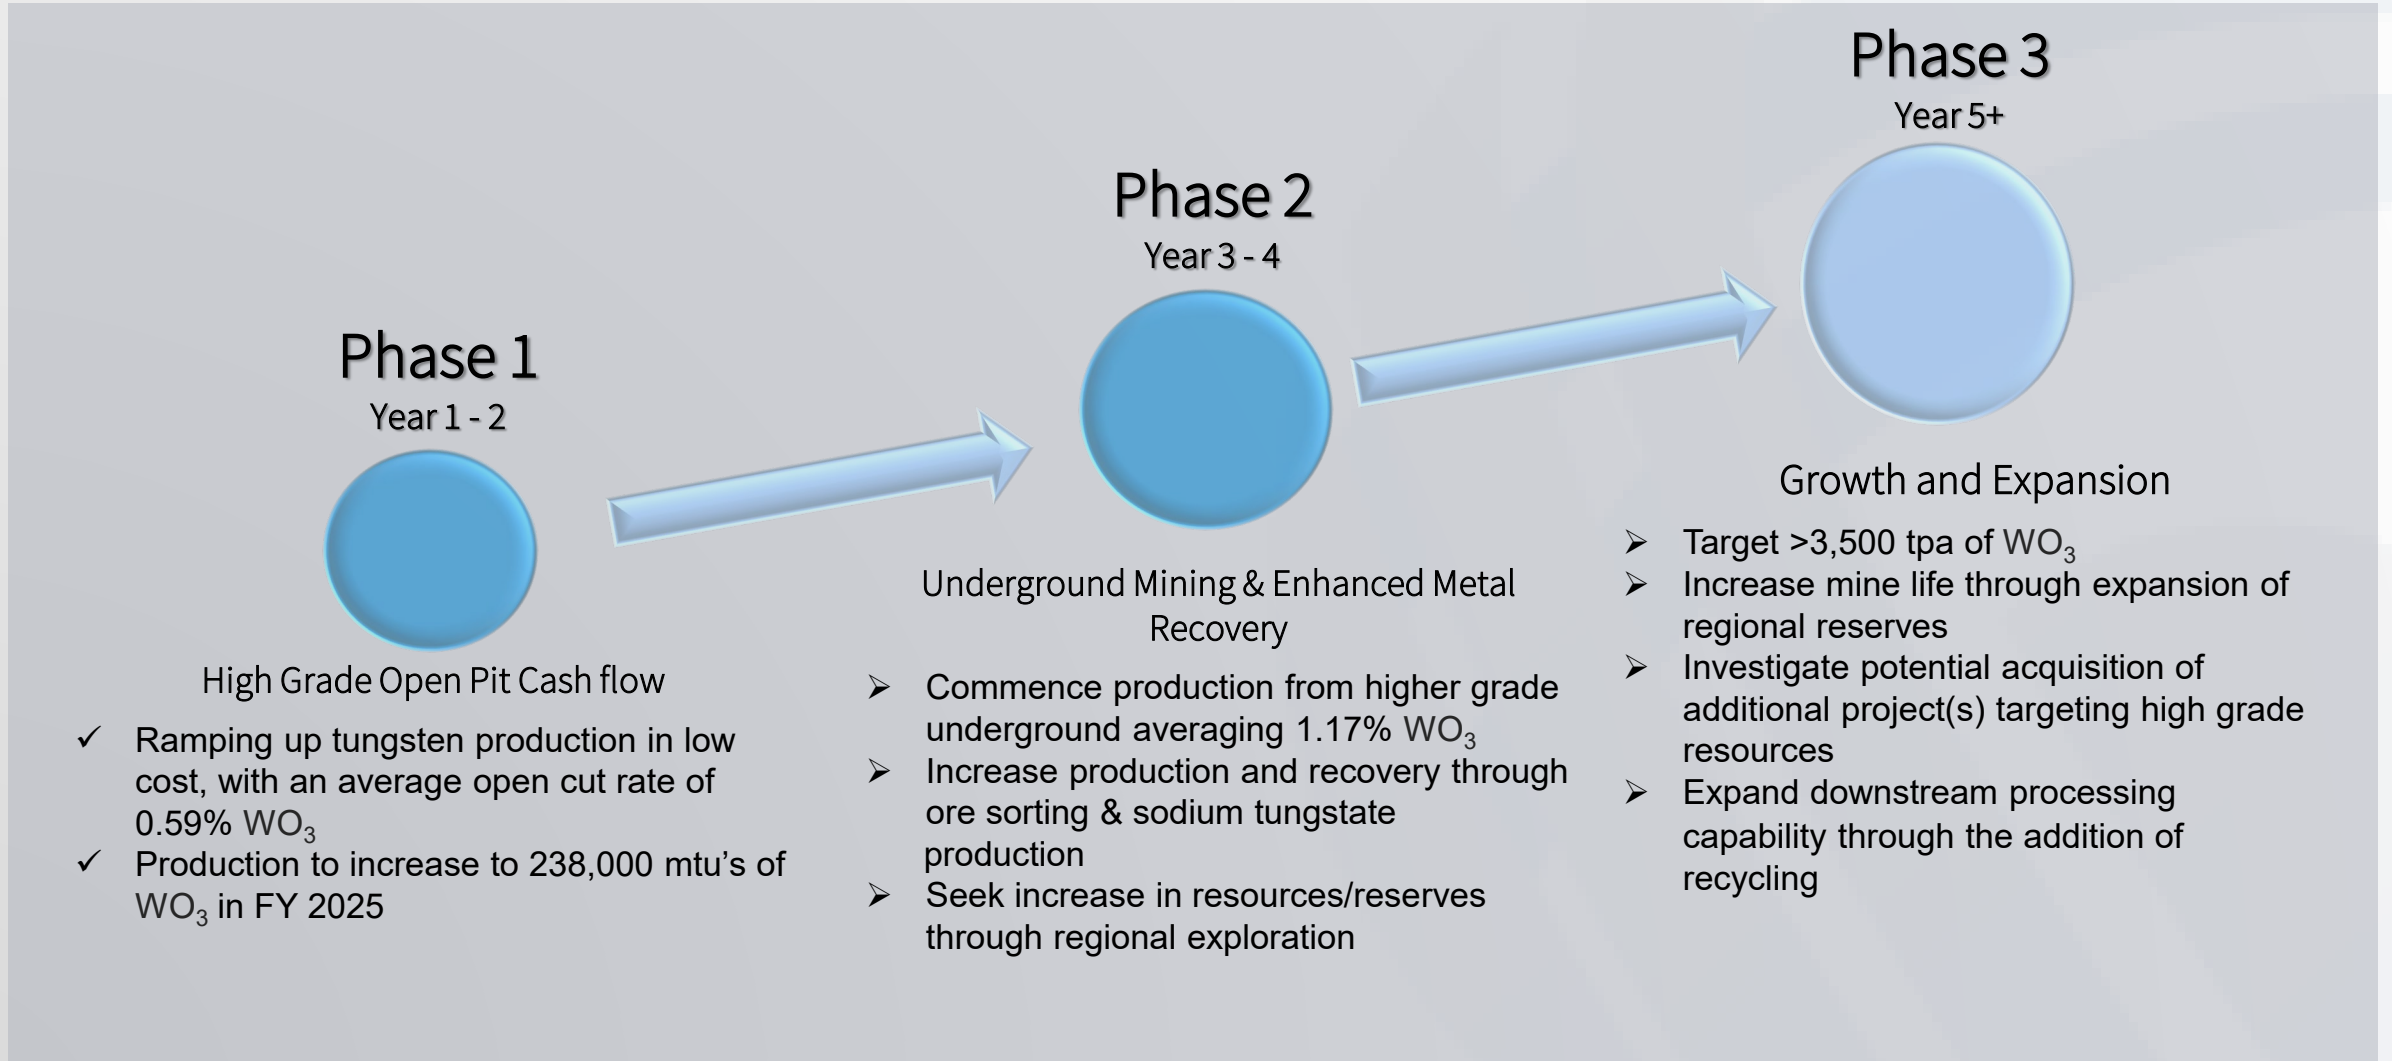 Phase 1
Year 1 - 2
High Grade Open Pit Cash flow
✓ Ramping up tungsten production in low
cost, with an average open cut rate of
0.59% WO₃
✓ Production to increase to 238,000 mtu’s of
WO₃ in FY 2025
Phase 2
Year 3 - 4
Underground Mining & Enhanced Metal
Recovery
➢ Commence production from higher grade
underground averaging 1.17% WO₃
➢ Increase production and recovery through
ore sorting & sodium tungstate
production
➢ Seek increase in resources/reserves
through regional exploration
Phase 3
Year 5+
Growth and Expansion
➢ Target >3,500 tpa of WO₃
➢ Increase mine life through expansion of
regional reserves
➢ Investigate potential acquisition of
additional project(s) targeting high grade
resources
➢ Expand downstream processing
capability through the addition of
recycling